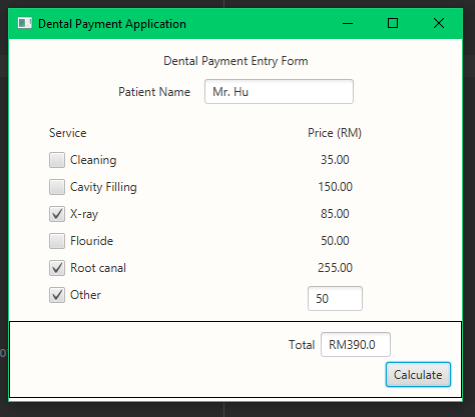 Dental Payment Application
Dental Payment Entry Form
Patient Name Mr. Hu
Service Price (RM)
Cleaning 35.00
Cavity Filling 150.00
X-ray 85.00
Flouride 50.00
Root canal 255.00
Other 50
Total RM390.0
Calculate